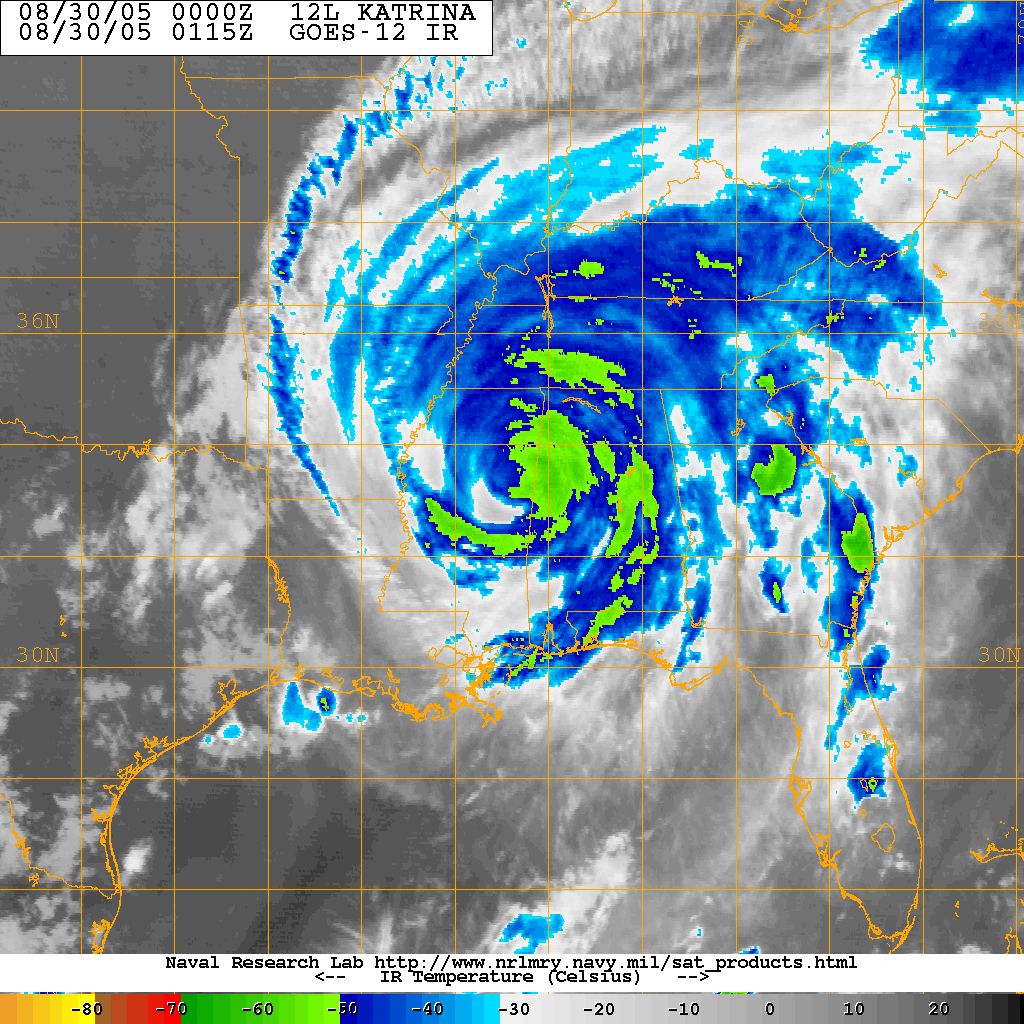 08/30/05 0000Z 12L KATRINA
08/30/05 0115Z GOES-12 IR
36N
36N
30N
30N
Naval Research Lab http://www.nrlmry.navy.mil/sat_products.html
<-- IR Temperature (Celsius) -->
-80 -70 -60 -50 -40 -30 -20 -10 0 10 20